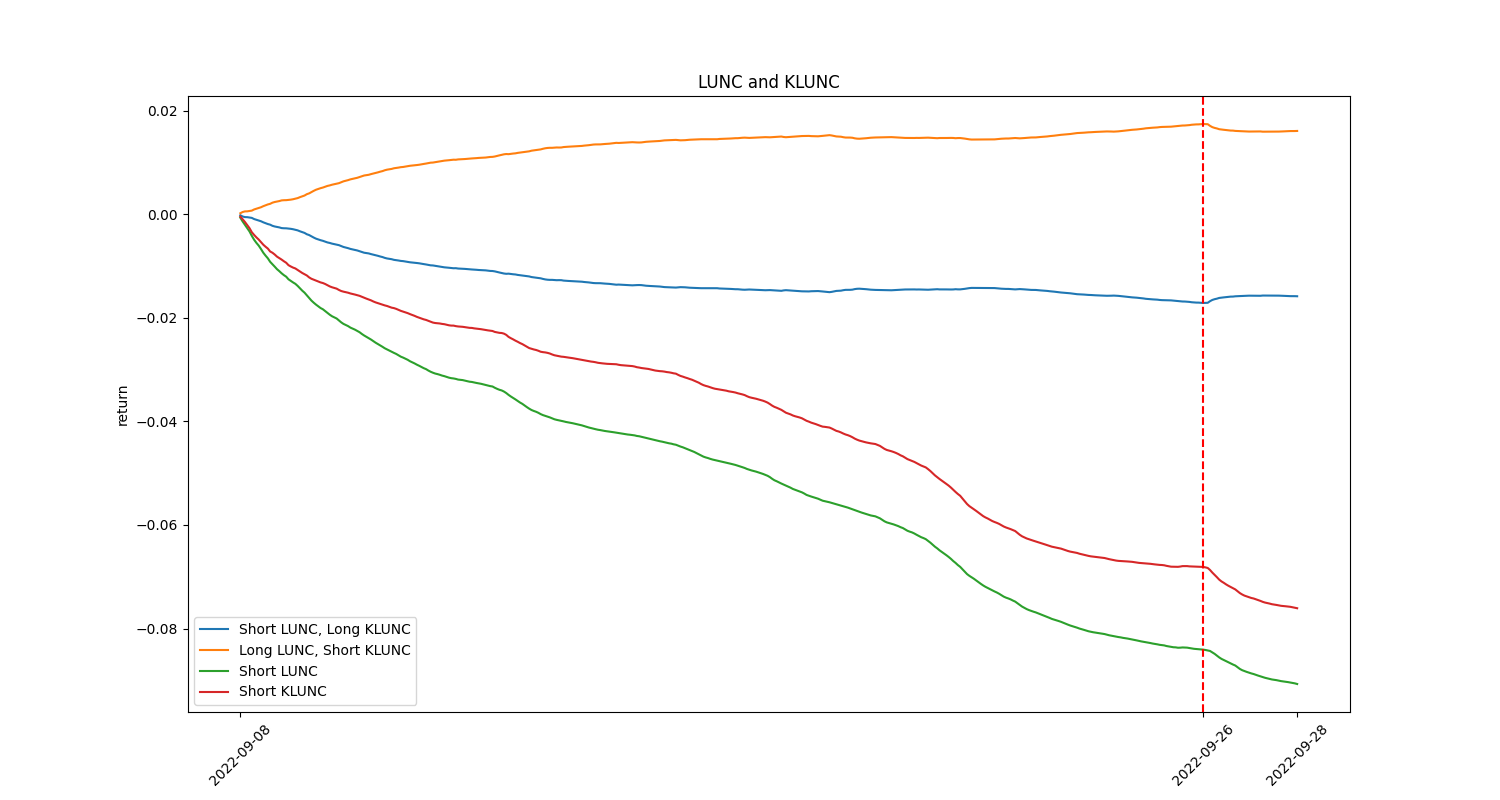 LUNC and KLUNC
0.02
0.00
−0.02
−0.04
−0.06
−0.08
return
Short LUNC, Long KLUNC
Long LUNC, Short KLUNC
Short LUNC
Short KLUNC
2022-09-08
2022-09-26
2022-09-28